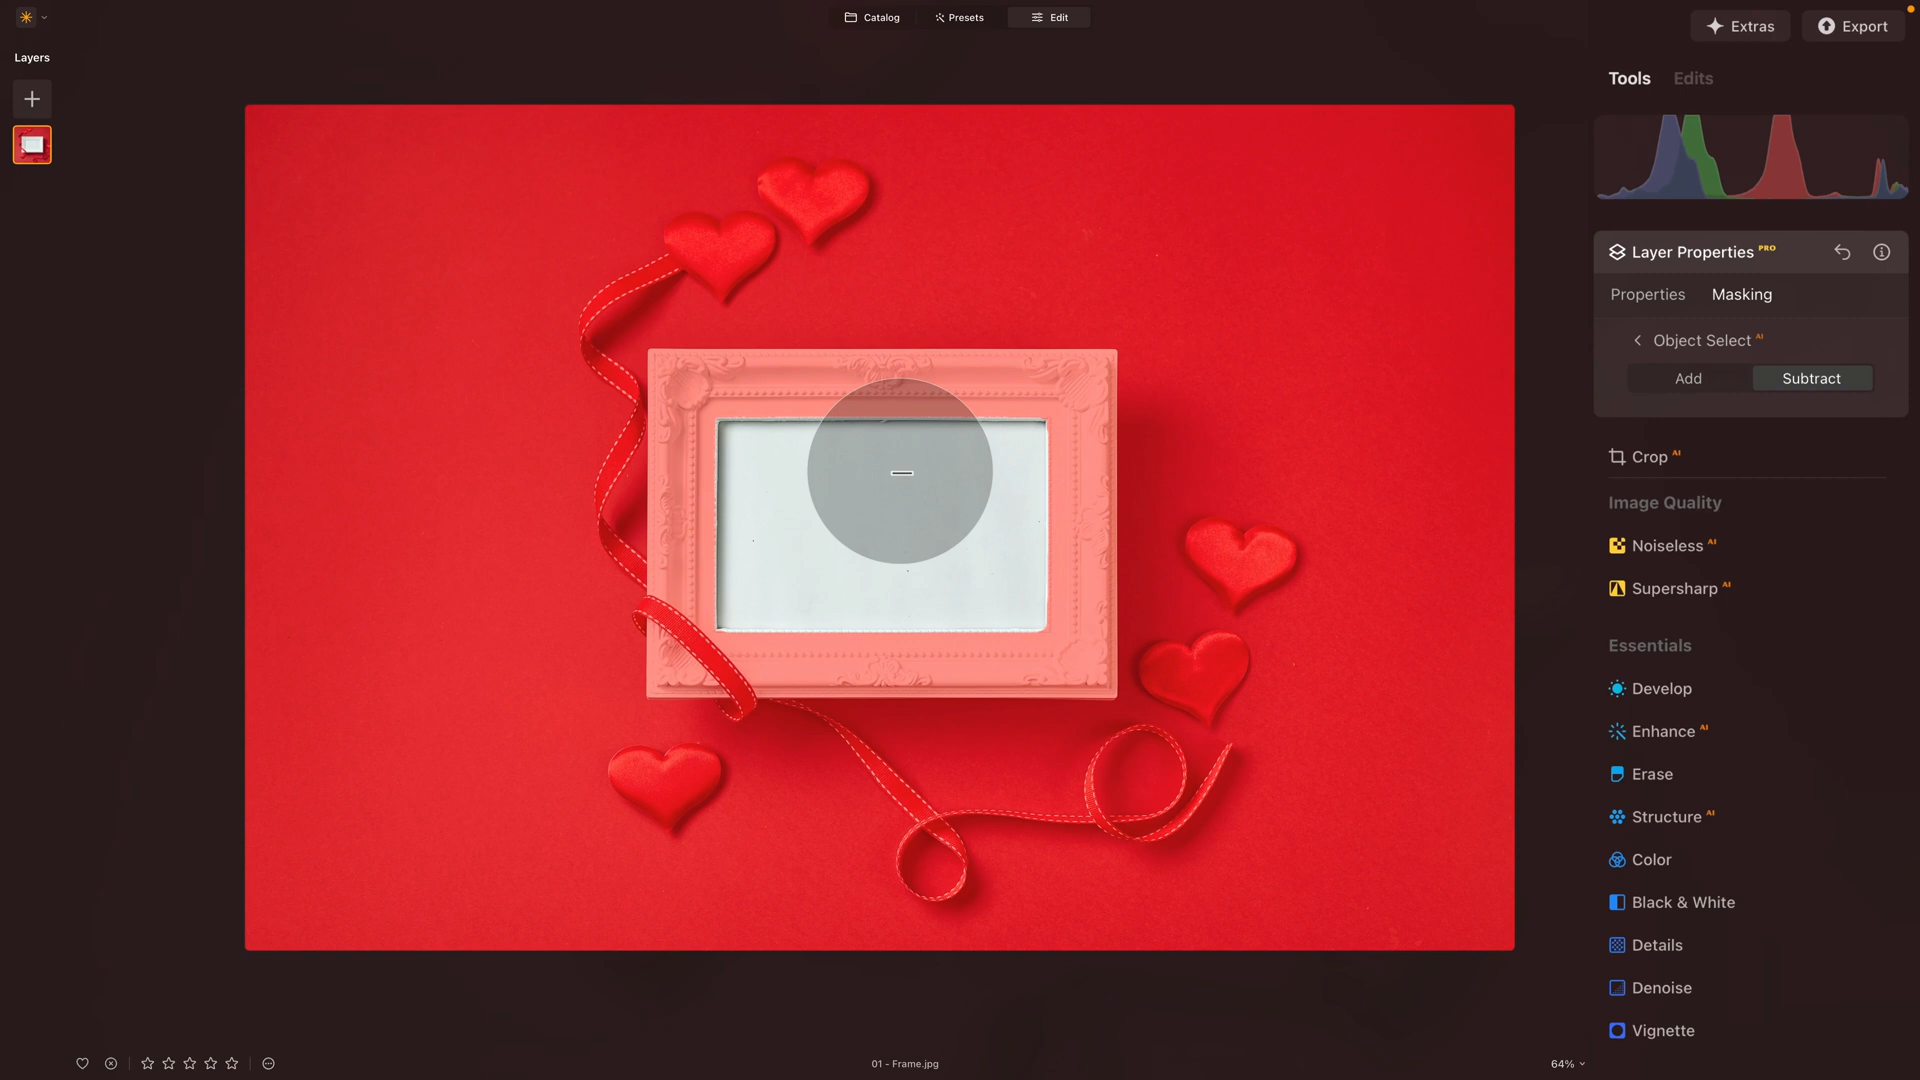 Catalog
Presets
Edit
Extras
Export
Layers
Tools
Edits
Layer Properties PRO
Properties
Masking
Object Select AI
Add
Subtract
Crop AI
Image Quality
Noiseless AI
Supersharp AI
Essentials
Develop
Enhance AI
Erase
Structure AI
Color
Black & White
Details
Denoise
Vignette
01 - Frame.jpg
64%